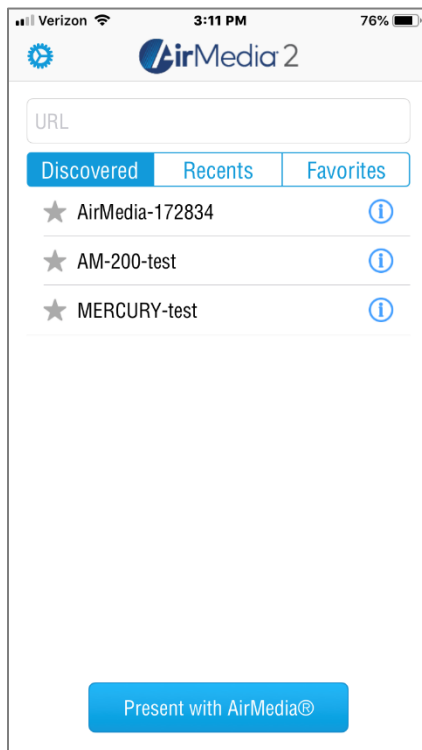 Verizon 3:11 PM 76%
AirMedia 2
URL
Discovered Recents Favorites
AirMedia-172834
AM-200-test
MERCURY-test
Present with AirMedia®